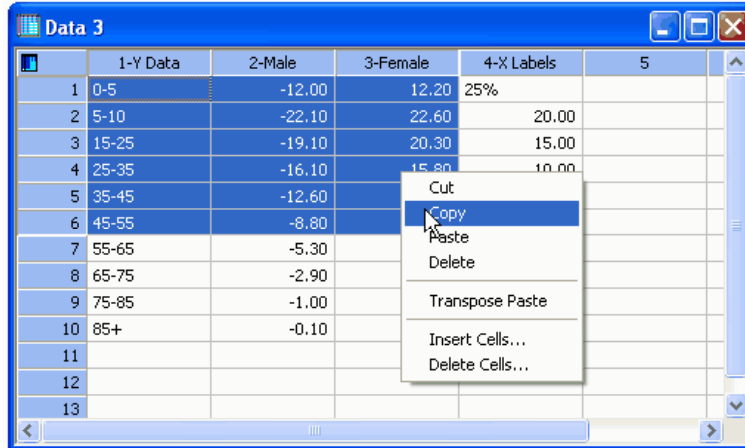 Data 3
1-Y Data 2-Male 3-Female 4-X Labels 5
1 0-5 -12.00 12.20 25%
2 5-10 -22.10 22.60 20.00
3 15-25 -19.10 20.30 15.00
4 25-35 -16.10 15.80 10.00
5 35-45 -12.60
6 45-55 -8.80
7 55-65 -5.30
8 65-75 -2.90
9 75-85 -1.00
10 85+ -0.10
11
12
13
Cut
Copy
Paste
Delete
Transpose Paste
Insert Cells...
Delete Cells...